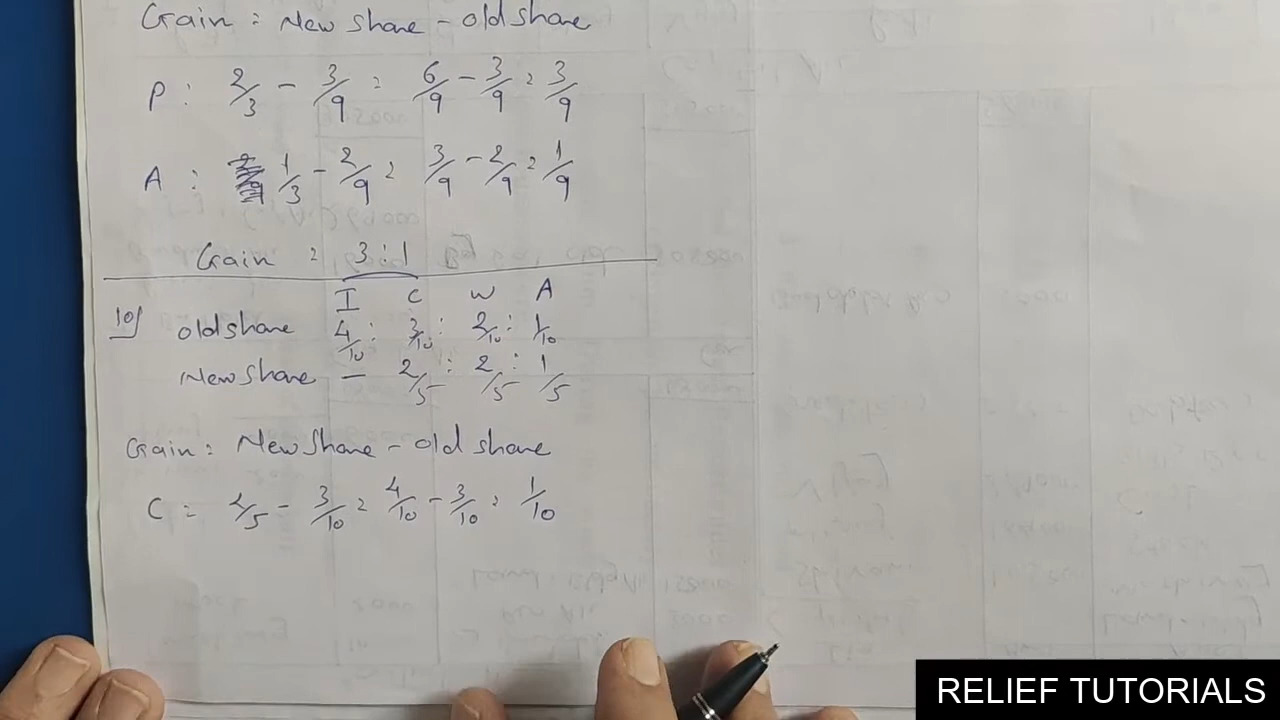 Gain = New share - old share
P : 2/3 - 3/9 = 6/9 - 3/9 = 3/9
A : 1/3 - 2/9 = 3/9 - 2/9 = 1/9
Gain = 3 : 1
I C W A
10) old share 4/10 : 3/10 : 2/10 : 1/10
New share — 2/5 : 2/5 : 1/5
Gain = New share - old share
C = 2/5 - 3/10 = 4/10 - 3/10 = 1/10
RELIEF TUTORIALS